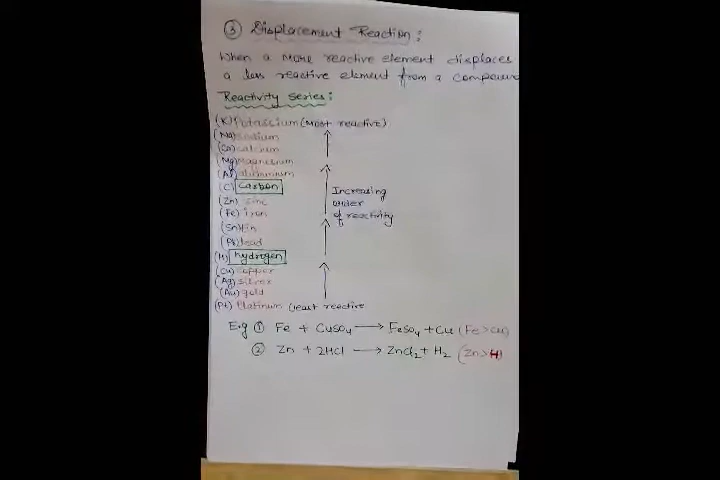 ③ Displacement Reaction:
When a more reactive element displaces
a less reactive element from a compound
Reactivity series:
(K) Potassium (most reactive)
(Na) sodium
(Ca) calcium
(Mg) magnesium
(Al) aluminium
(C) carbon
(Zn) zinc
(Fe) iron
(Sn) tin
(Pb) lead
(H) hydrogen
(Cu) copper
(Ag) silver
(Au) gold
(Pt) Platinum (least reactive
Increasing
order
of reactivity
E.g ① Fe + CuSO4 → FeSO4 + Cu (Fe > Cu)
② Zn + 2HCl → ZnCl2 + H2 (Zn > H)